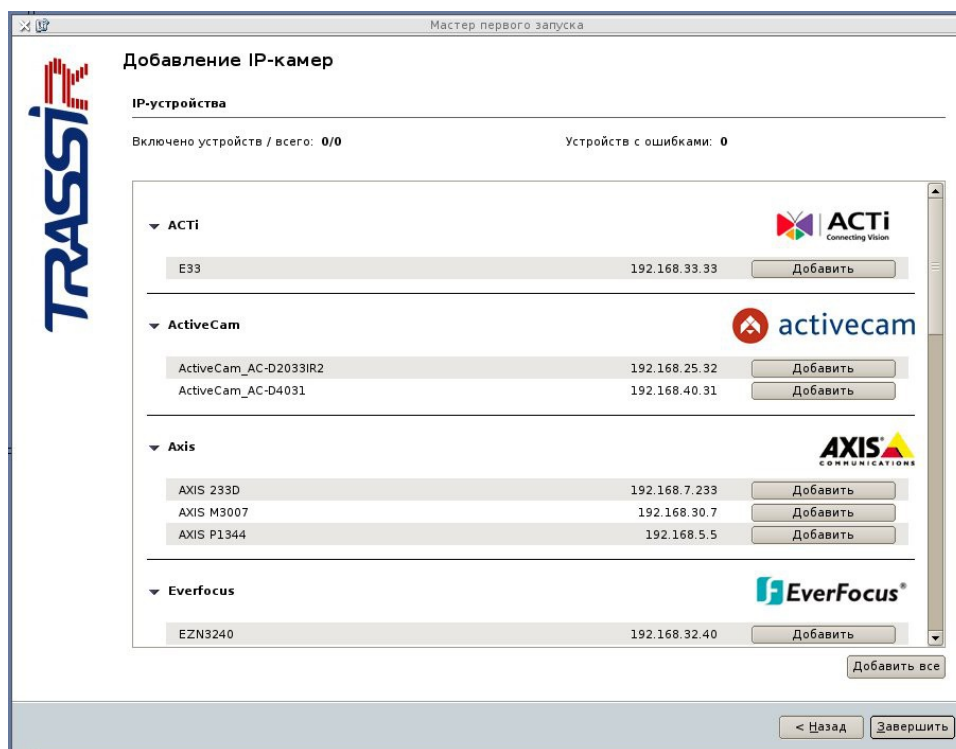 Мастер первого запуска
TRASSIR
Добавление IP-камер
IP-устройства
Включено устройств / всего: 0/0 Устройств с ошибками: 0
ACTi ACTi Connecting Vision
E33 192.168.33.33 Добавить
ActiveCam activecam
ActiveCam_AC-D2033IR2 192.168.25.32 Добавить
ActiveCam_AC-D4031 192.168.40.31 Добавить
Axis AXIS COMMUNICATIONS
AXIS 233D 192.168.7.233 Добавить
AXIS M3007 192.168.30.7 Добавить
AXIS P1344 192.168.5.5 Добавить
Everfocus EverFocus®
EZN3240 192.168.32.40 Добавить
Добавить все
< Назад Завершить